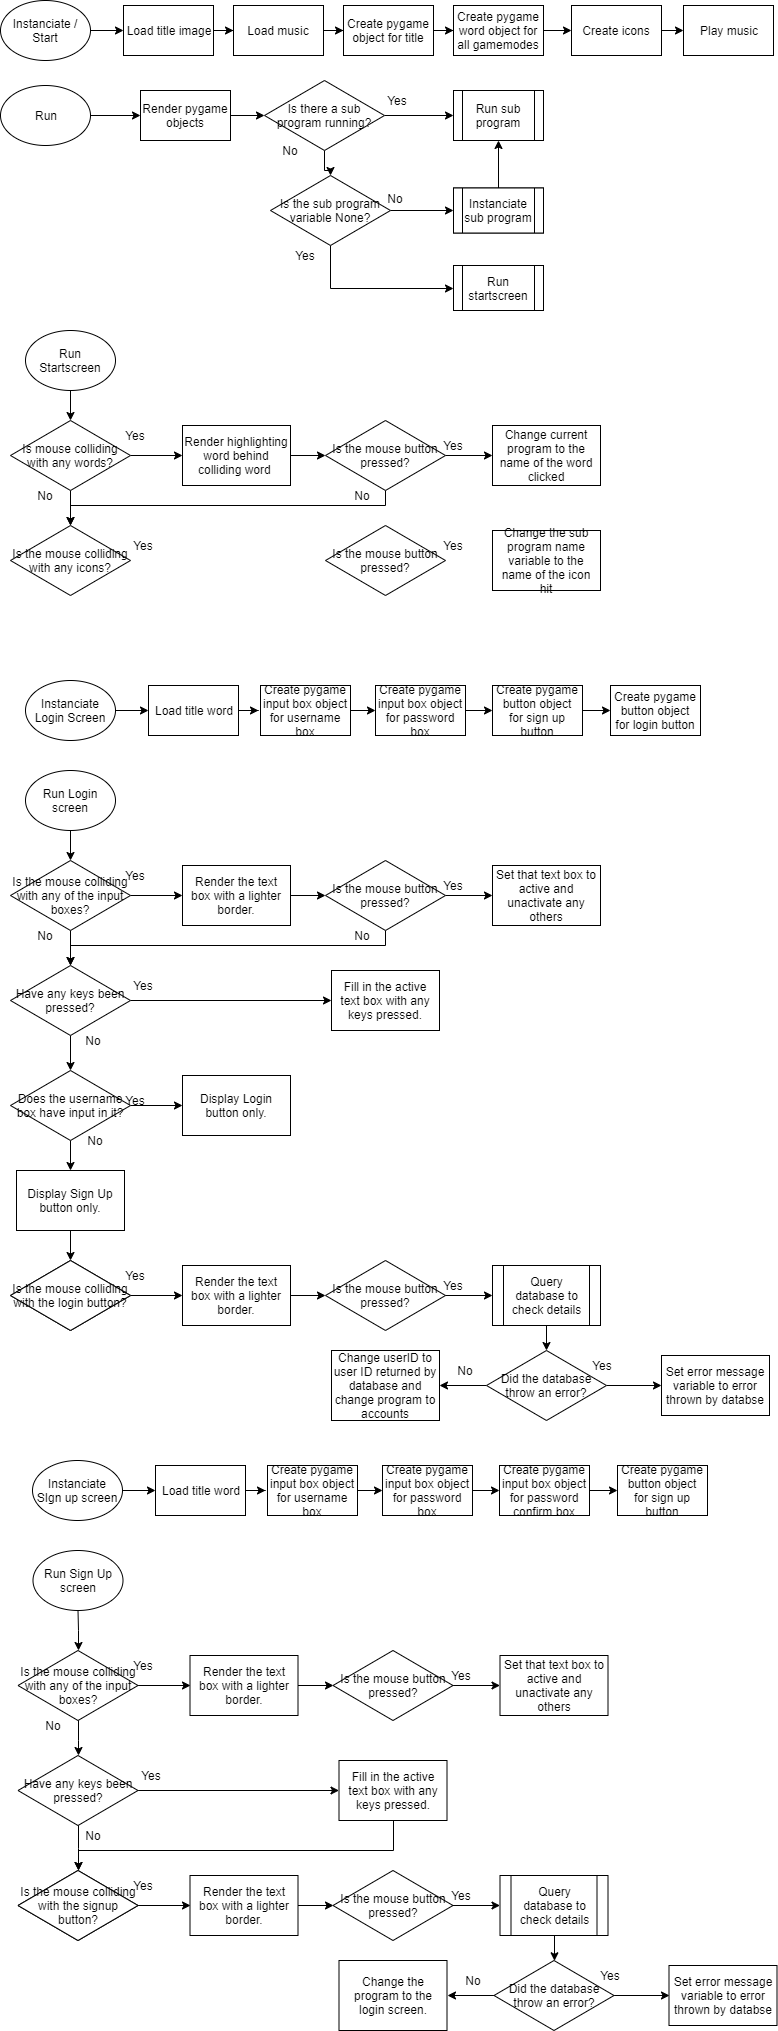 Instanciate /
Start
Load title image
Load music
Create pygame
object for title
Create pygame
word object for
all gamemodes
Create icons
Play music
Run
Render pygame
objects
Is there a sub
program running?
Yes
Run sub
program
No
Is the sub program
variable None?
No
Instanciate
sub program
Yes
Run
startscreen
Run
Startscreen
Is mouse colliding
with any words?
Yes
Render highlighting
word behind
colliding word
Is the mouse button
pressed?
Yes
Change current
program to the
name of the word
clicked
No
No
Is the mouse colliding
with any icons?
Yes
Is the mouse button
pressed?
Yes
Change the sub
program name
variable to the
name of the icon
hit
Instanciate
Login Screen
Load title word
Create pygame
input box object
for username
box
Create pygame
input box object
for password
box
Create pygame
button object
for sign up
button
Create pygame
button object
for login button
Run Login
screen
Is the mouse colliding
with any of the input
boxes?
Yes
Render the text
box with a lighter
border.
Is the mouse button
pressed?
Yes
Set that text box to
active and
unactivate any
others
No
No
Have any keys been
pressed?
Yes
Fill in the active
text box with any
keys pressed.
No
Does the username
box have input in it?
Yes
Display Login
button only.
No
Display Sign Up
button only.
Is the mouse colliding
with the login button?
Yes
Render the text
box with a lighter
border.
Is the mouse button
pressed?
Yes
Query
database to
check details
Change userID to
user ID returned by
database and
change program to
accounts
No
Did the database
throw an error?
Yes
Set error message
variable to error
thrown by databse
Instanciate
SIgn up screen
Load title word
Create pygame
input box object
for username
box
Create pygame
input box object
for password
box
Create pygame
input box object
for password
confirm box
Create pygame
button object
for sign up
button
Run Sign Up
screen
Is the mouse colliding
with any of the input
boxes?
Yes
Render the text
box with a lighter
border.
Is the mouse button
pressed?
Yes
Set that text box to
active and
unactivate any
others
No
Have any keys been
pressed?
Yes
Fill in the active
text box with any
keys pressed.
No
Is the mouse colliding
with the signup
button?
Yes
Render the text
box with a lighter
border.
Is the mouse button
pressed?
Yes
Query
database to
check details
Change the
program to the
login screen.
No
Did the database
throw an error?
Yes
Set error message
variable to error
thrown by databse